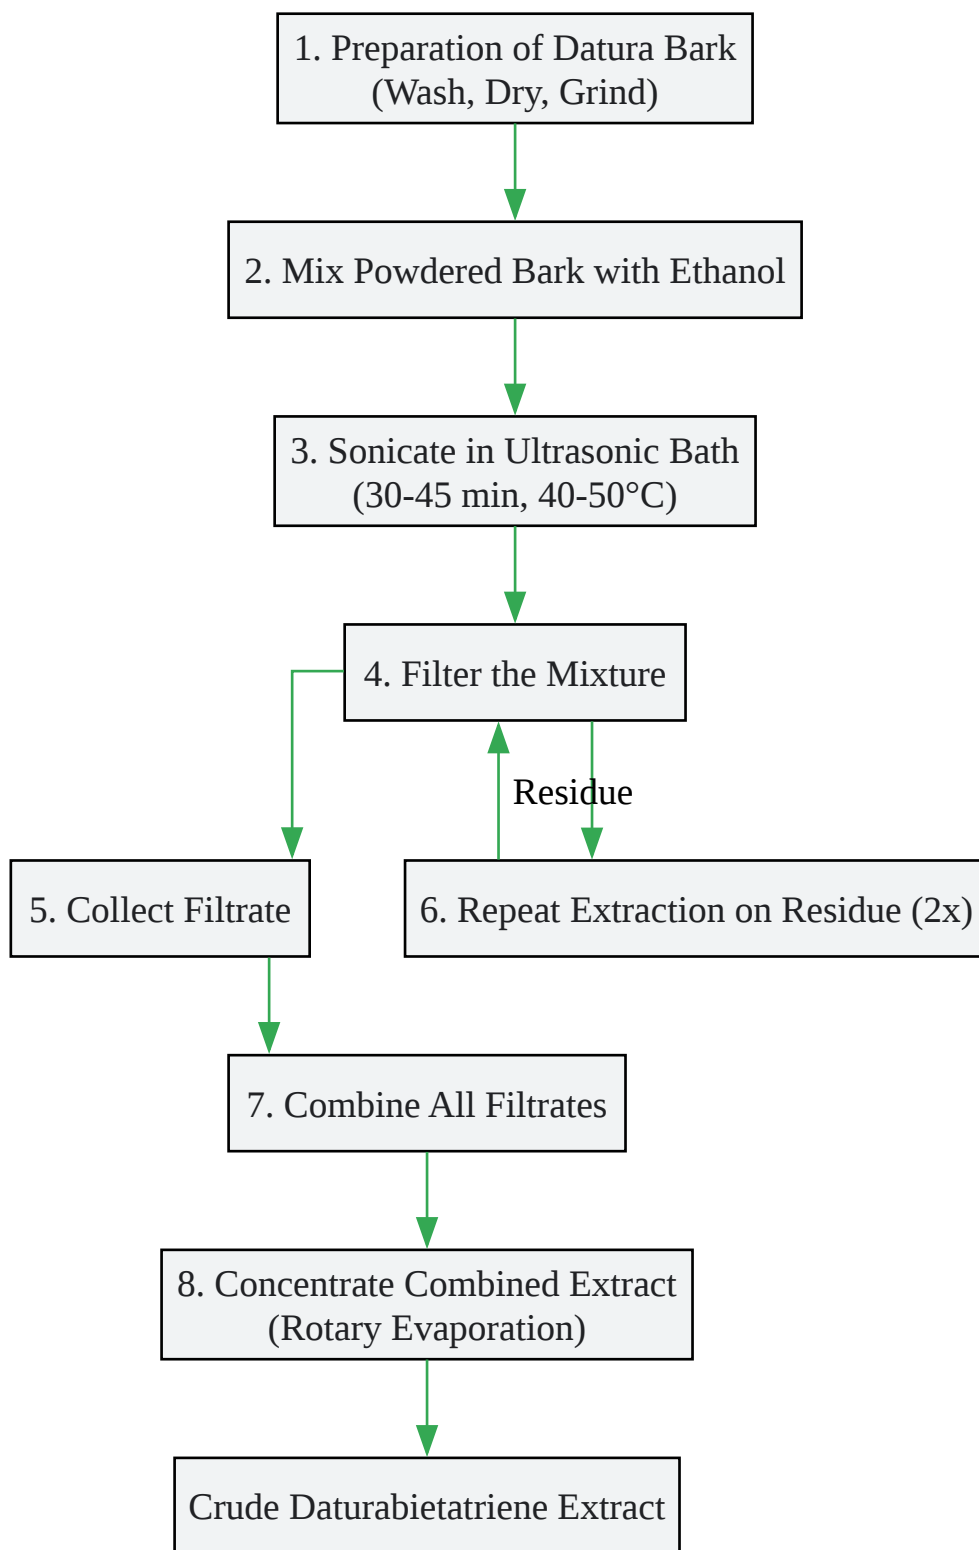 1. Preparation of Datura Bark
(Wash, Dry, Grind)
2. Mix Powdered Bark with Ethanol
3. Sonicate in Ultrasonic Bath
(30-45 min, 40-50°C)
4. Filter the Mixture
Residue
5. Collect Filtrate
6. Repeat Extraction on Residue (2x)
7. Combine All Filtrates
8. Concentrate Combined Extract
(Rotary Evaporation)
Crude Daturabietatriene Extract